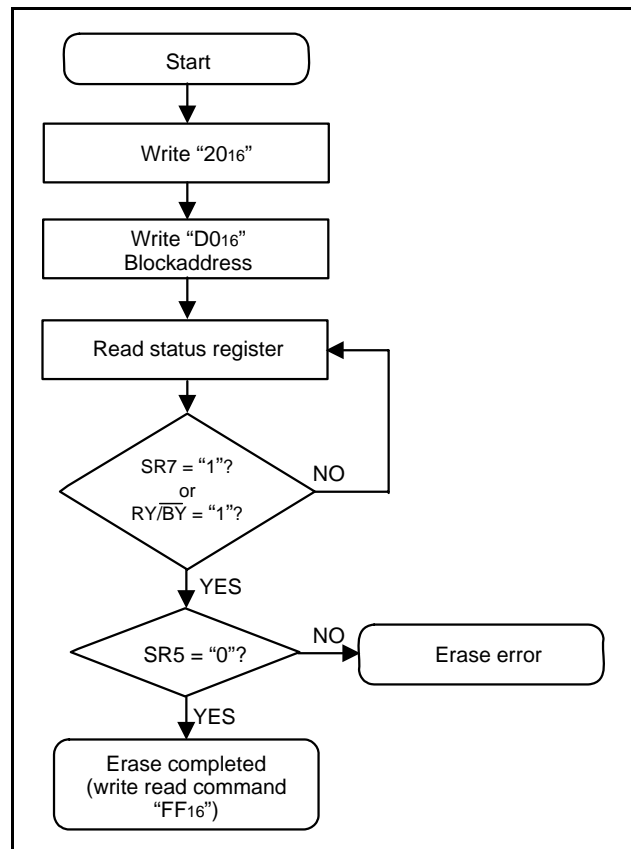 Start
Write “20₁₆”
Write “D0₁₆”
Blockaddress
Read status register
SR7 = “1”?
or
RY/B̅Y̅ = “1”?
NO
YES
SR5 = “0”?
NO
Erase error
YES
Erase completed
(write read command
“FF₁₆”)